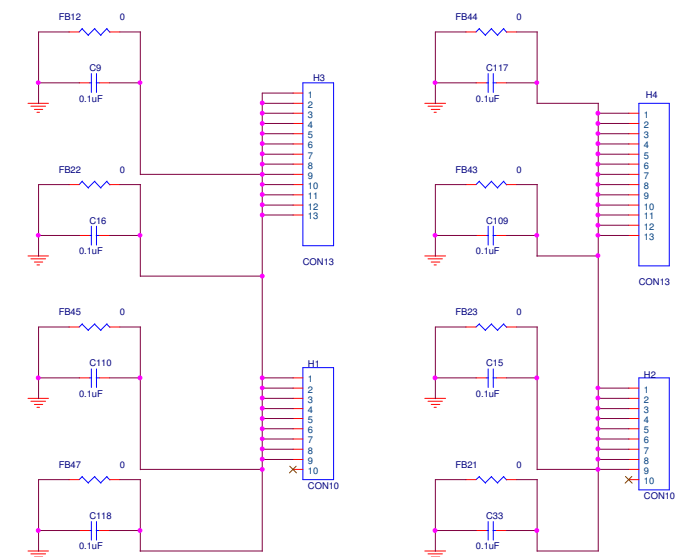 FB12 0
C9
0.1uF
FB22 0
C16
0.1uF
H3
1
2
3
4
5
6
7
8
9
10
11
12
13
CON13
FB45 0
C110
0.1uF
FB47 0
C118
0.1uF
H1
1
2
3
4
5
6
7
8
9
10
CON10
FB44 0
C117
0.1uF
FB43 0
C109
0.1uF
H4
1
2
3
4
5
6
7
8
9
10
11
12
13
CON13
FB23 0
C15
0.1uF
FB21 0
C33
0.1uF
H2
1
2
3
4
5
6
7
8
9
10
CON10